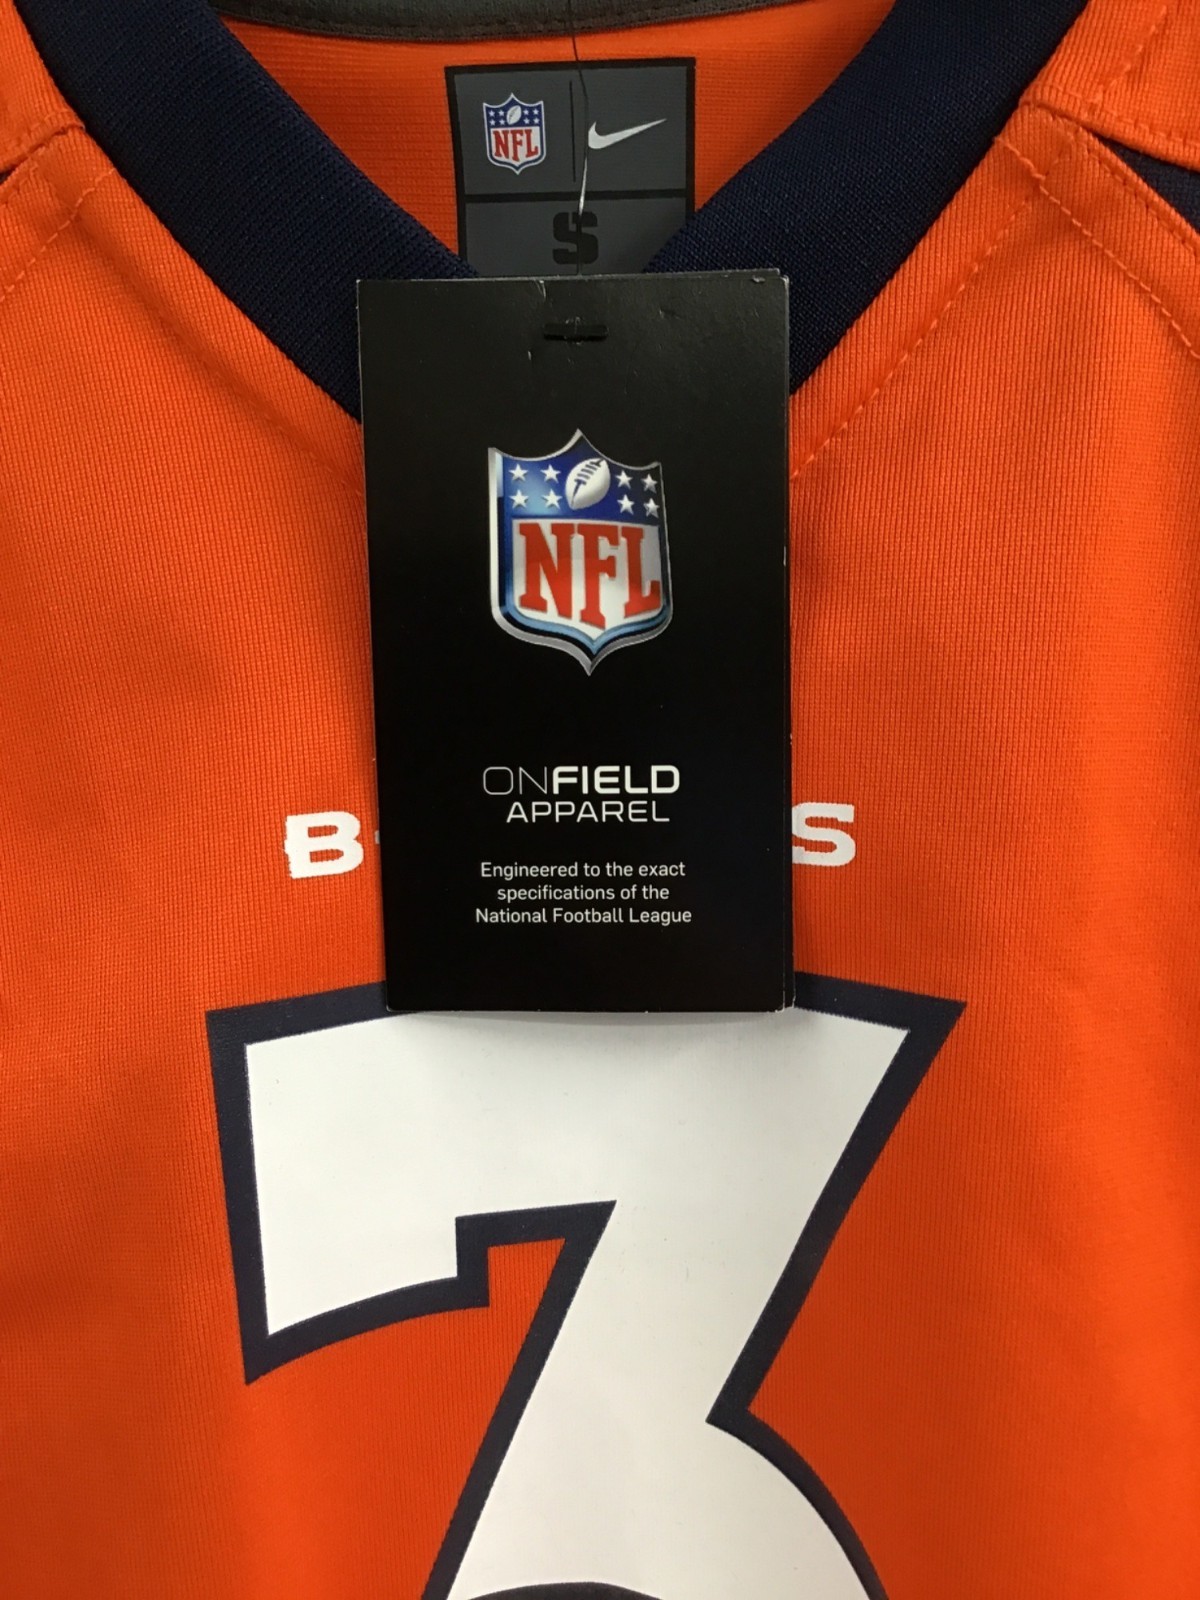 NFL
S
NFL
ONFIELD
APPAREL
Engineered to the exact
specifications of the
National Football League
B S
3